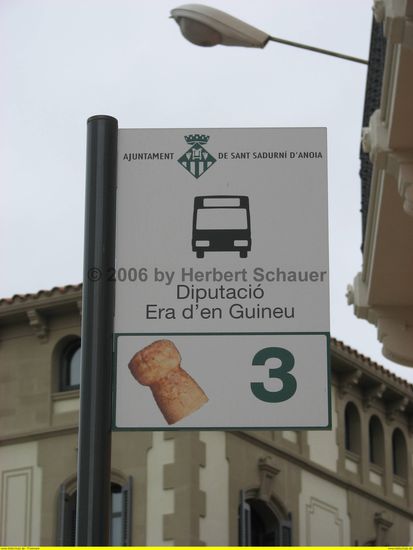 AJUNTAMENT DE SANT SADURNÍ D'ANOIA
© 2006 by Herbert Schauer
Diputació
Era d'en Guineu
3